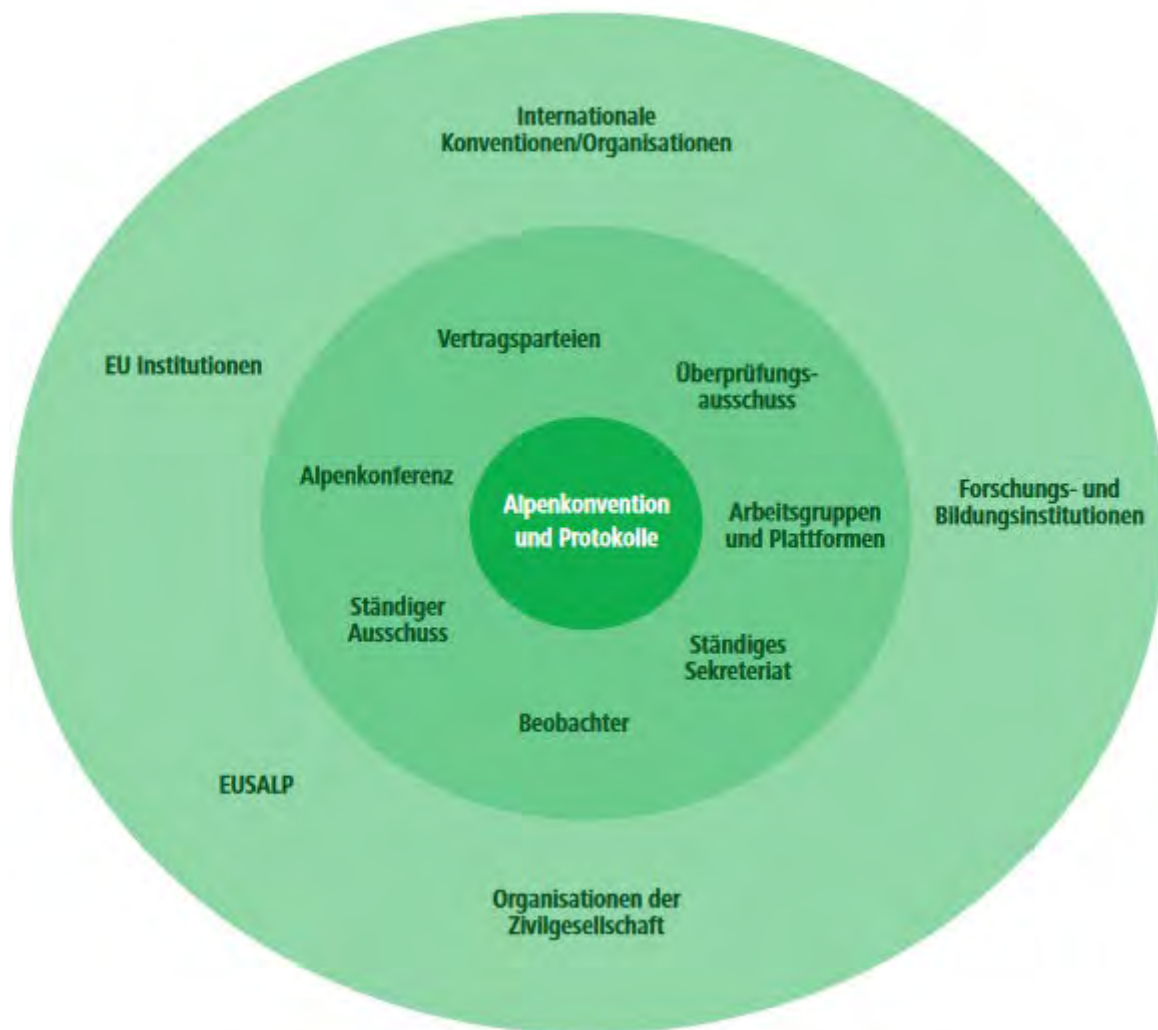 Internationale
Konventionen/Organisationen
Vertragsparteien
EU Institutionen
Überprüfungs-
ausschuss
Alpenkonferenz
Alpenkonvention
und Protokolle
Arbeitsgruppen
und Plattformen
Forschungs- und
Bildungsinstitutionen
Ständiger
Ausschuss
Ständiges
Sekreteriat
Beobachter
EUSALP
Organisationen der
Zivilgesellschaft